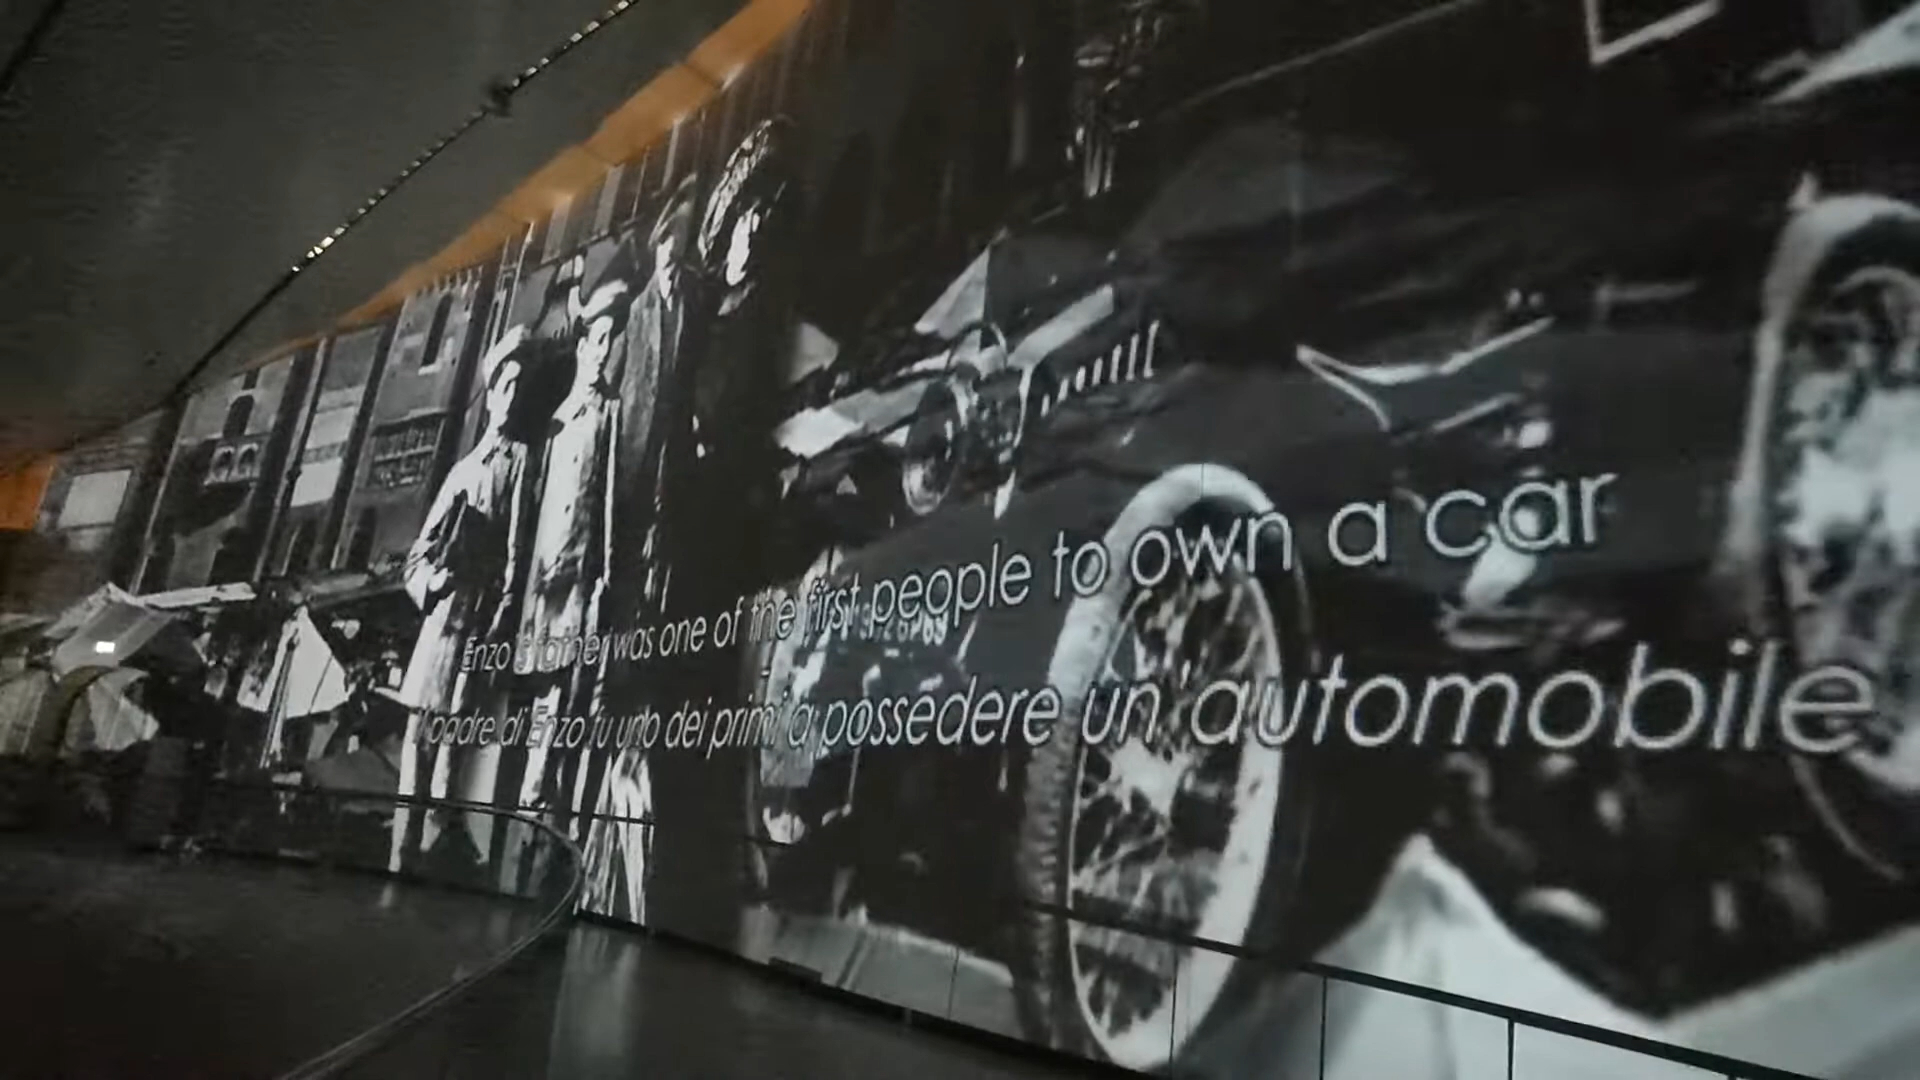 Enzo's father was one of the first people to own a car
Il padre di Enzo fu uno dei primi a possedere un'automobile